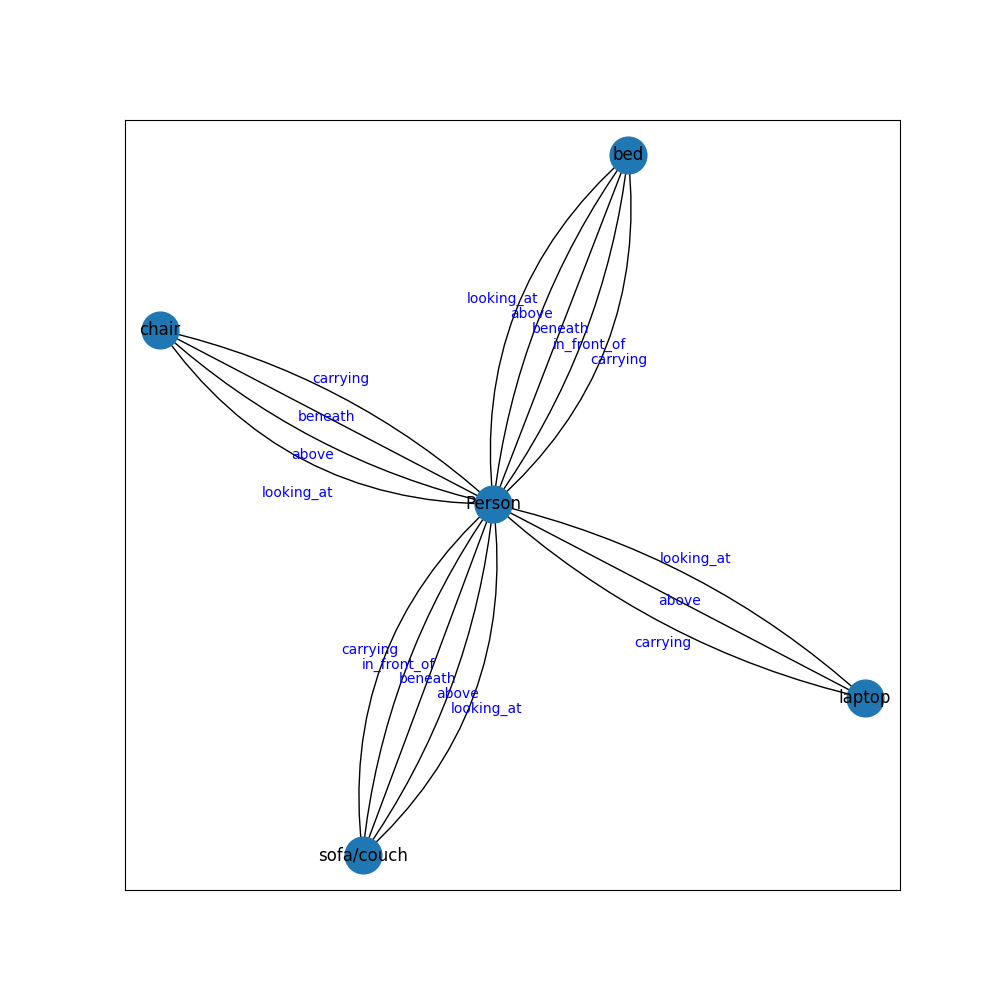 bed
looking_at
above
beneath
in_front_of
carrying
chair
carrying
beneath
above
looking_at
Person
looking_at
above
carrying
carrying
in_front_of
beneath
above
looking_at
laptop
sofa/couch